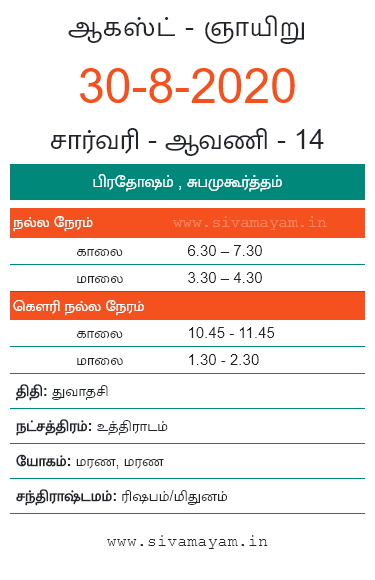 ஆகஸ்ட் - ஞாயிறு
30-8-2020
சார்வரி - ஆவணி - 14
பிரதோஷம் , சுபமுகூர்த்தம்
நல்ல நேரம் www.sivamayam.in
காலை 6.30 – 7.30
மாலை 3.30 – 4.30
கௌரி நல்ல நேரம்
காலை 10.45 - 11.45
மாலை 1.30 - 2.30
திதி: துவாதசி
நட்சத்திரம்: உத்திராடம்
யோகம்: மரண, மரண
சந்திராஷ்டமம்: ரிஷபம்/மிதுனம்
www.sivamayam.in